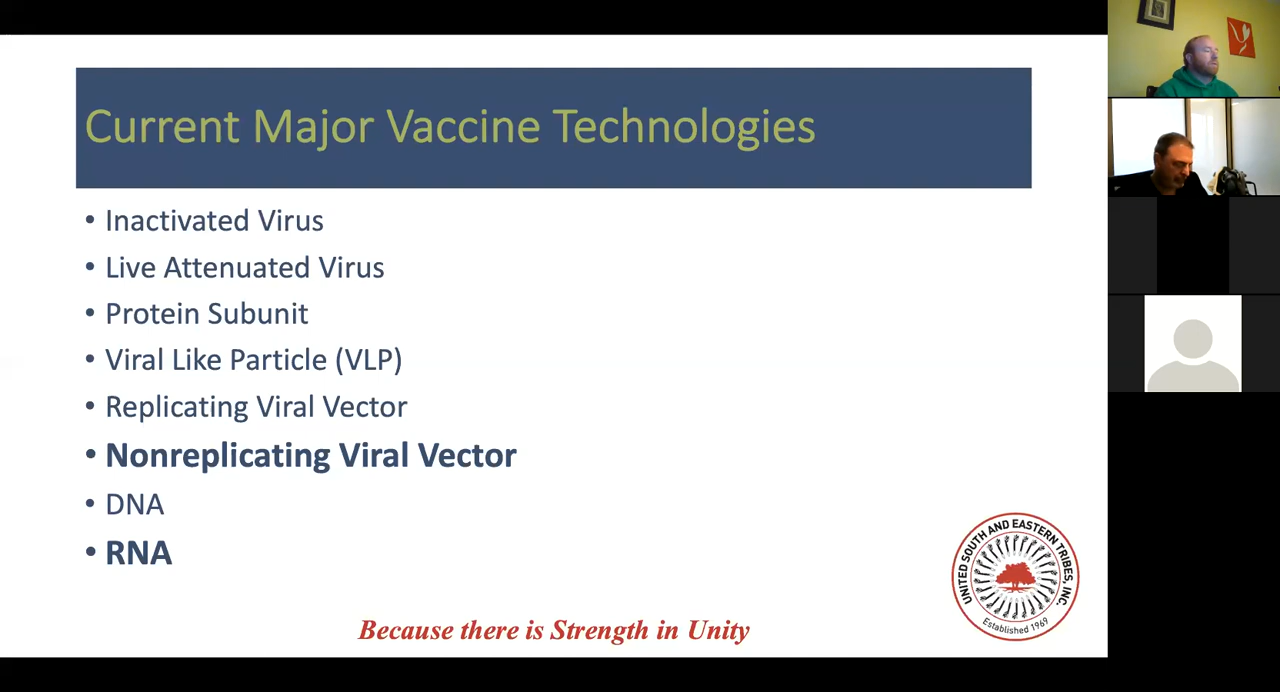 Current Major Vaccine Technologies
• Inactivated Virus
• Live Attenuated Virus
• Protein Subunit
• Viral Like Particle (VLP)
• Replicating Viral Vector
• Nonreplicating Viral Vector
• DNA
• RNA
UNITED SOUTH AND EASTERN TRIBES, INC.
Established 1969
Because there is Strength in Unity